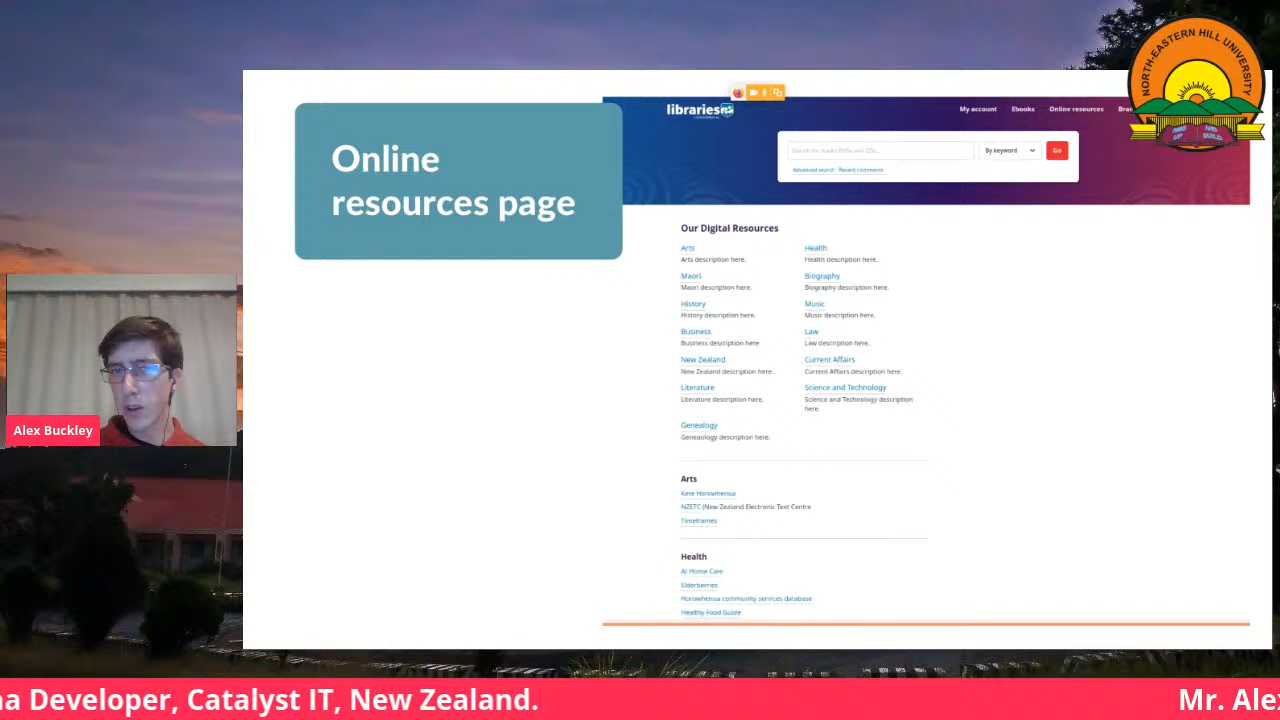 Online
resources page
libraries
My account Ebooks Online resources
By keyword
Go
Advanced search Recent comments
NORTH-EASTERN HILL UNIVERSITY
Our Digital Resources
Arts
Arts description here.
Maori
Maori description here.
History
History description here.
Business
Business description here.
New Zealand
New Zealand description here.
Literature
Literature description here.
Genealogy
Geneaology description here.
Health
Health description here.
Biography
Biography description here.
Music
Music description here.
Law
Law description here.
Current Affairs
Current Affairs description here.
Science and Technology
Science and Technology description
here.
Arts
Kete Horowhenua
NZETC (New Zealand Electronic Text Centre
Timeframes
Health
At Home Care
Elderberries
Horowhenua community services database
Healthy Food Guide
Alex Buckley
Developer, Catalyst IT, New Zealand.
Mr.